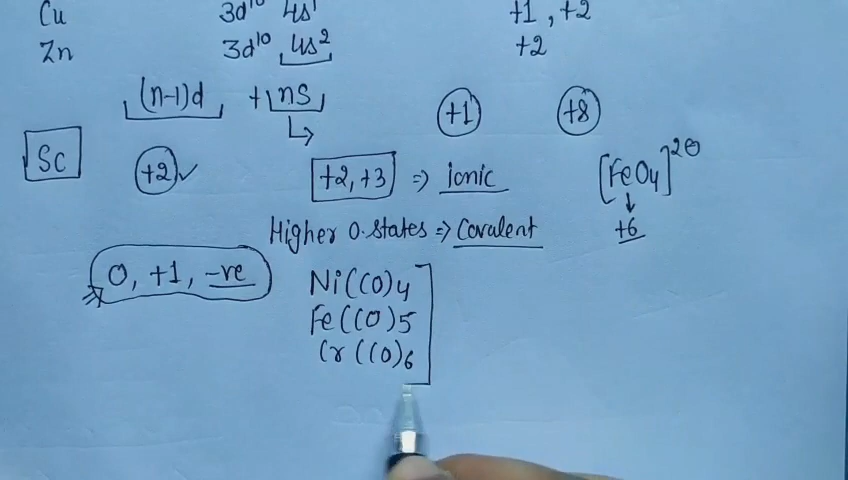 Cu 3d¹⁰ 4s¹ +1, +2
Zn 3d¹⁰ 4s² +2
(n-1)d + ns +1 +8
Sc +2 ✓ +2, +3 => ionic [FeO4]²⊖
+6
Higher O.states => Covalent
0, +1, -ve
Ni(CO)4
Fe(CO)5
Cr(CO)6